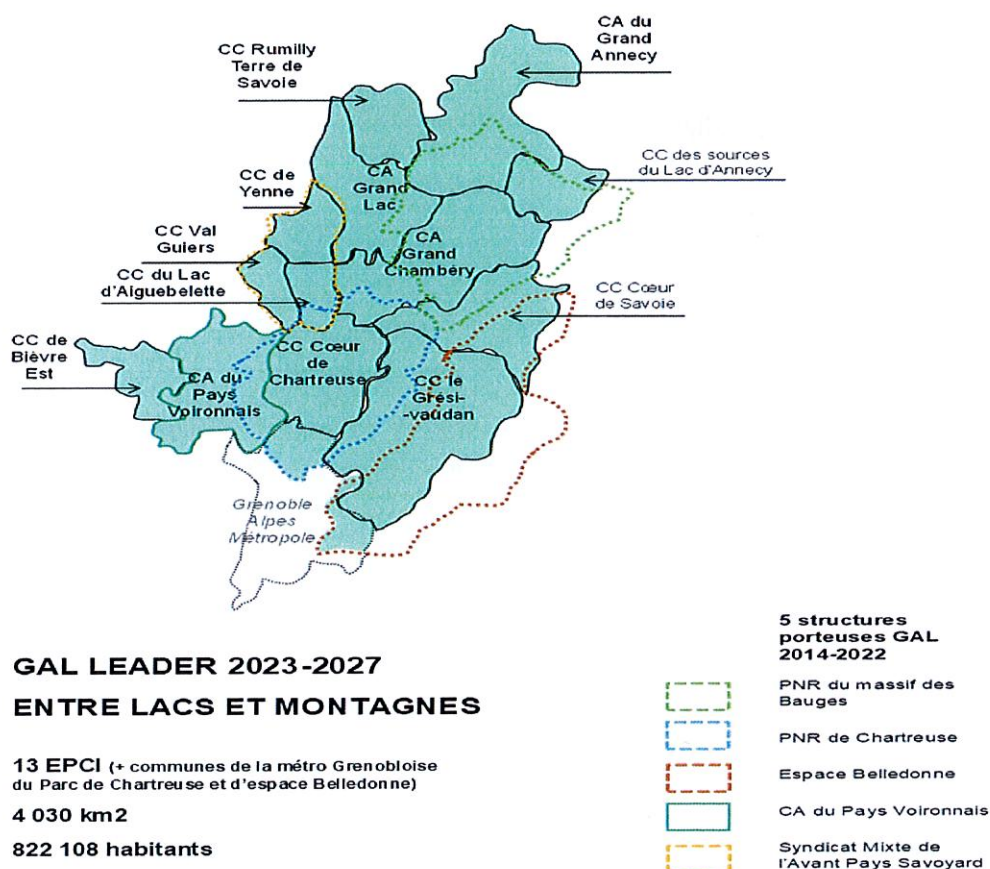 CA du
Grand
Annecy
CC Rumilly
Terre de
Savoie
CC des sources
du Lac d'Annecy
CA
Grand
Lac
CC de
Yenne
CC Val
Guiers
CA
Grand
Chambéry
CC du Lac
d'Aiguebelette
CC Cœur
de Savoie
CC de
Bièvre
Est
CC Cœur
de
Chartreuse
CA du
Pays
Voironnais
CC le
Grési-
vaudan
Grenoble
Alpes
Métropole
GAL LEADER 2023-2027
ENTRE LACS ET MONTAGNES
13 EPCI (+ communes de la métro Grenobloise
du Parc de Chartreuse et d'espace Belledonne)
4 030 km2
822 108 habitants
5 structures
porteuses GAL
2014-2022
PNR du massif des
Bauges
PNR de Chartreuse
Espace Belledonne
CA du Pays Voironnais
Syndicat Mixte de
l'Avant Pays Savoyard